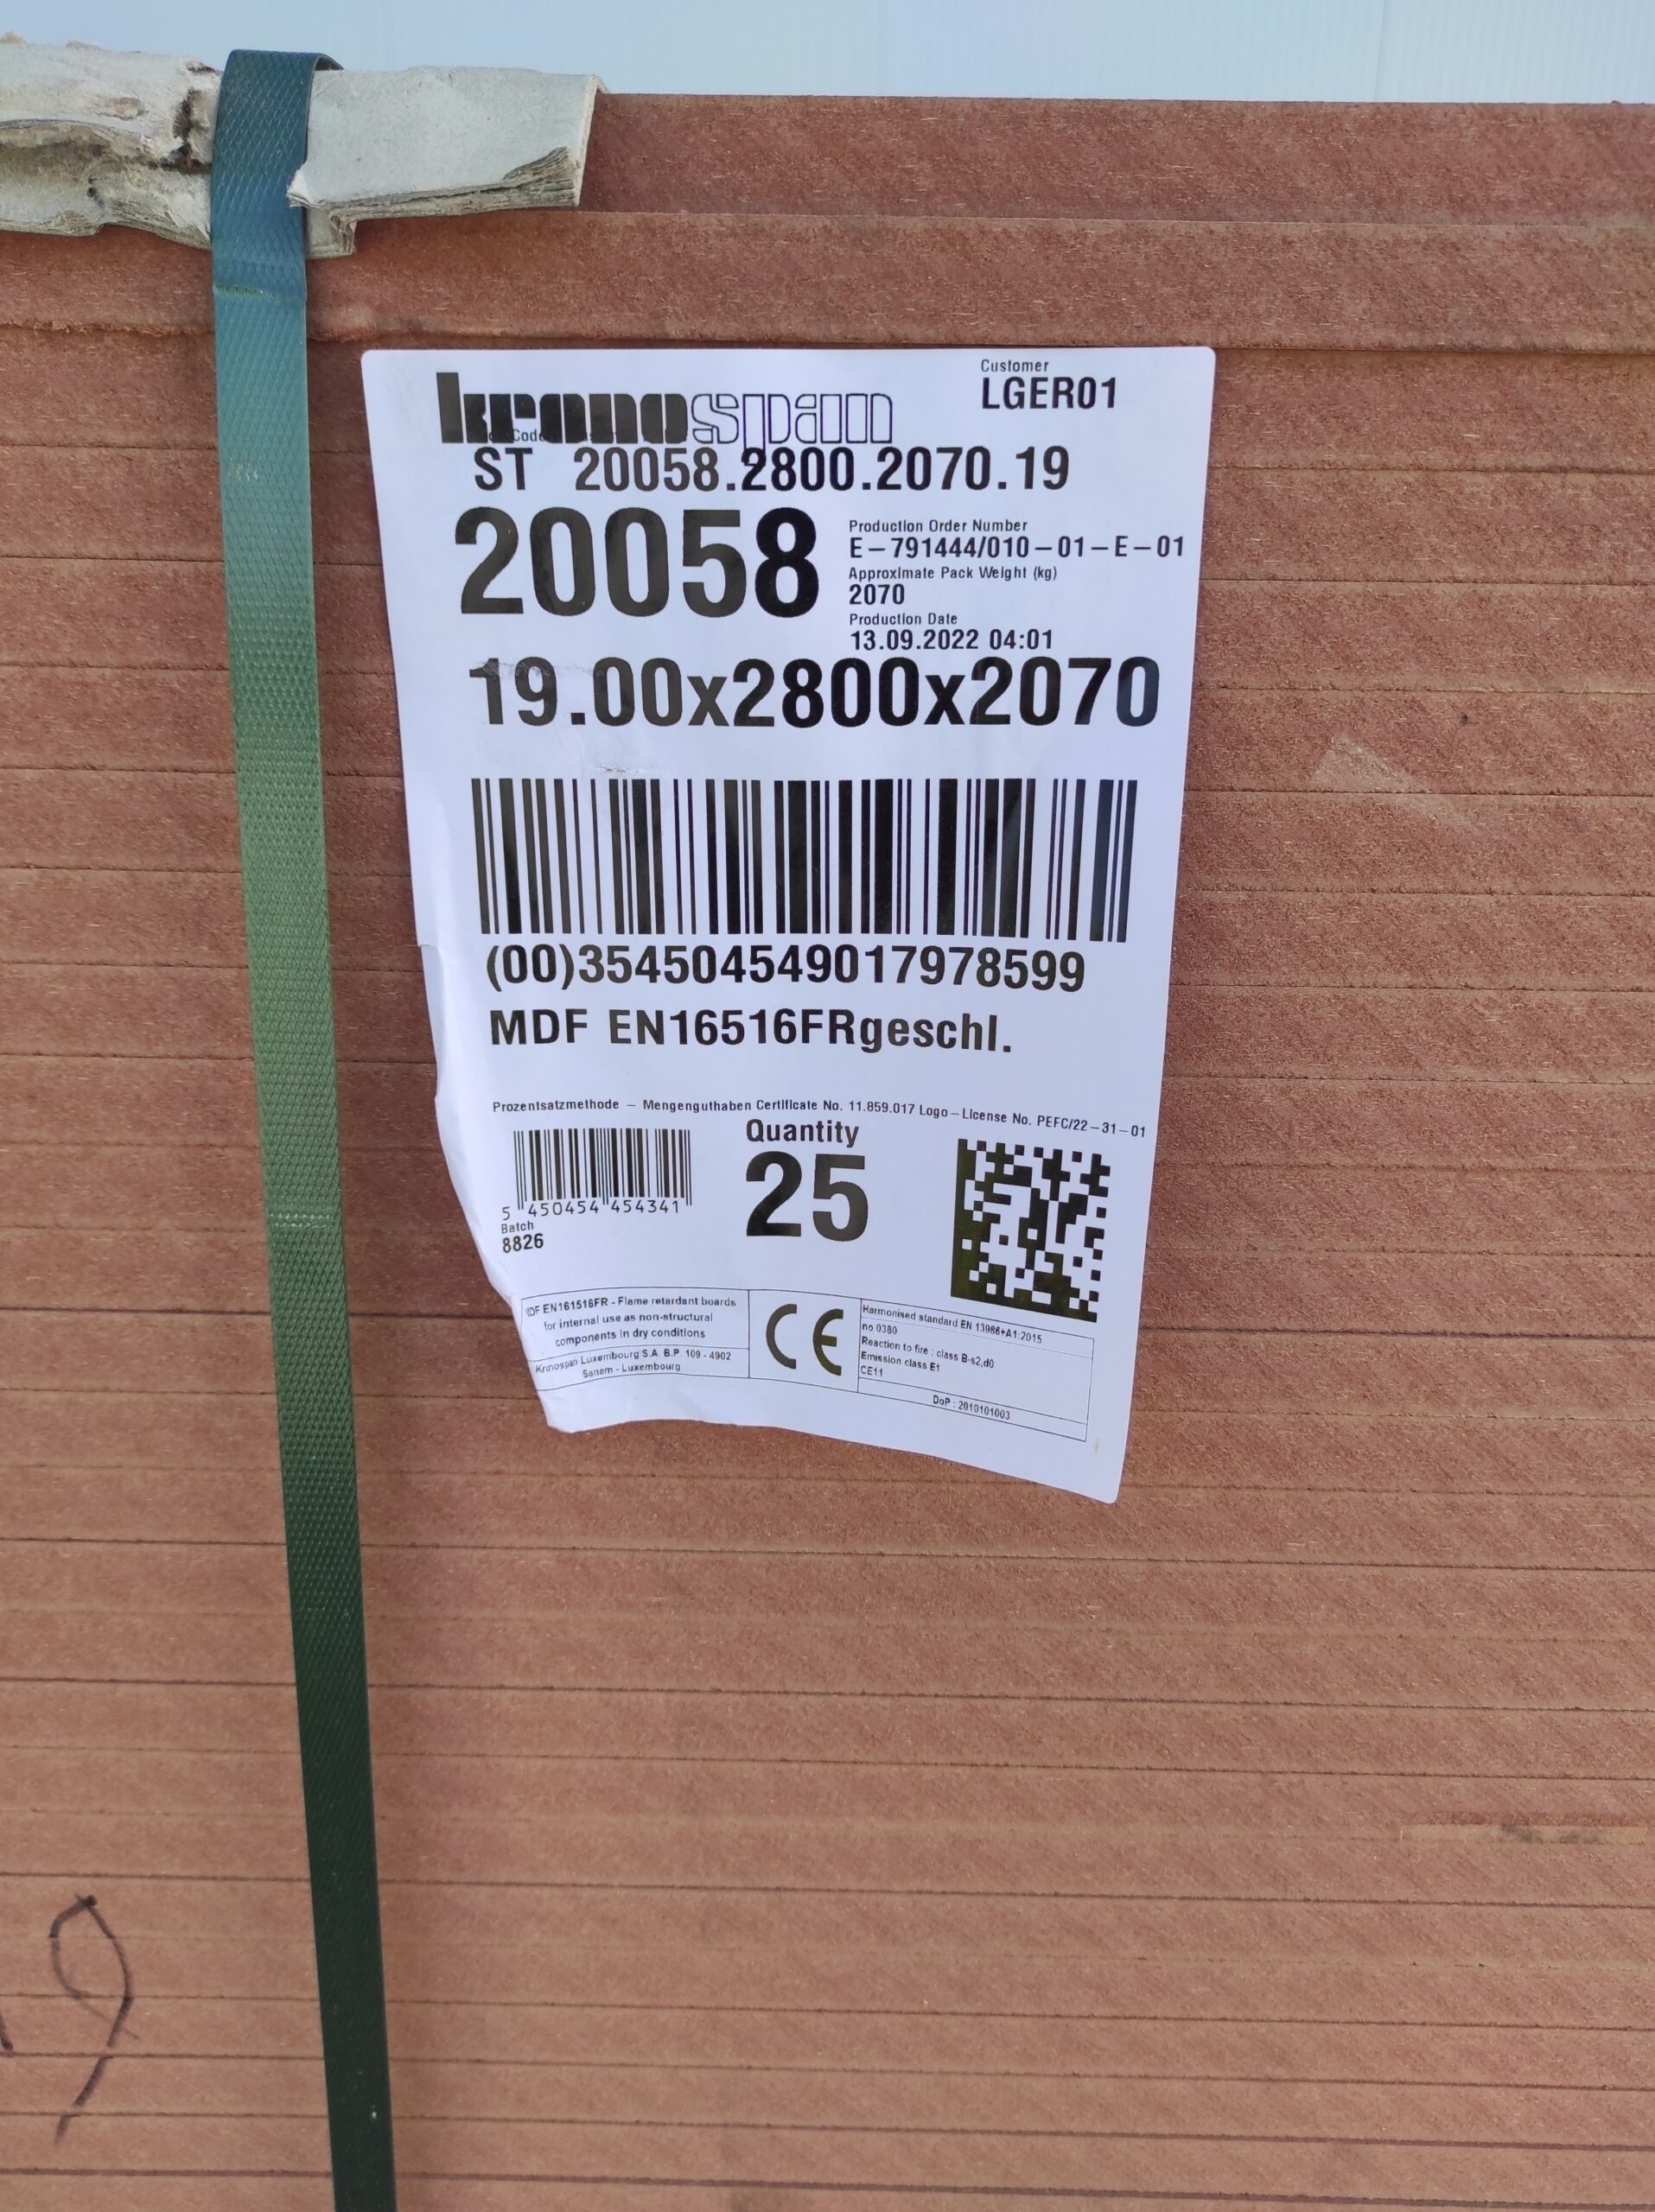 Customer
LGER01
kronospan
ST 20058.2800.2070.19
20058
Production Order Number
E-791444/010-01-E-01
Approximate Pack Weight (kg)
2070
Production Date
13.09.2022 04:01
19.00x2800x2070
(00)354504549017978599
MDF EN16516FRgeschl.
Prozentsatzmethode - Mengenguthaben Certificate No. 11.859.017 Logo-License No. PEFC/22-31-01
5 450454 454341
Batch
8826
Quantity
25
DF EN161516FR - Flame retardant boards
for internal use as non-structural
components in dry conditions
Kronospan Luxembourg S.A. B.P. 109 - 4902
Sanem - Luxembourg
CE
Harmonised standard EN 13986+A1:2015
no 0380
Reaction to fire : class B-s2,d0
Emission class E1
CE11
DoP : 2010101003